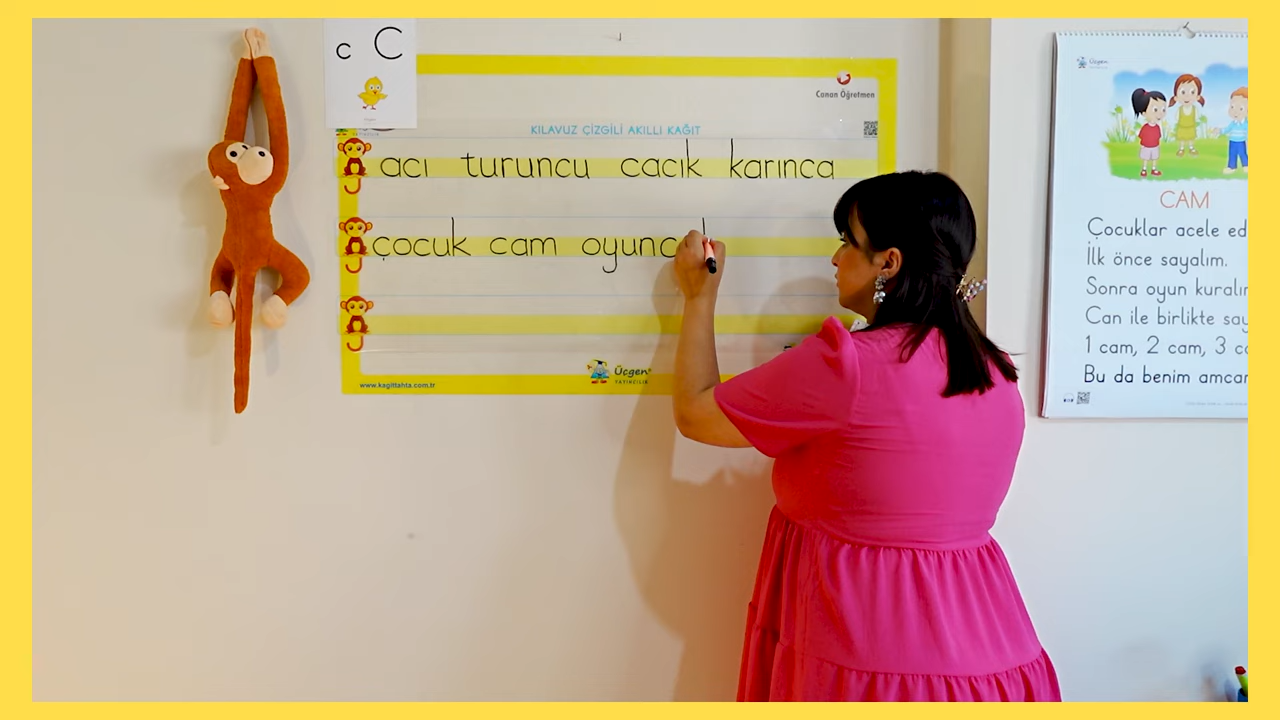 c C
Canan Öğretmen
KILAVUZ ÇİZGİLİ AKILLI KAĞIT
acı turuncu cacık karınca
çocuk cam oyunc
www.kagittahta.com.tr
Üçgen
YAYINCILIK
Üçgen
CAM
Çocuklar acele ed
İlk önce sayalım.
Sonra oyun kuralı
Can ile birlikte say
1 cam, 2 cam, 3 c
Bu da benim amcam